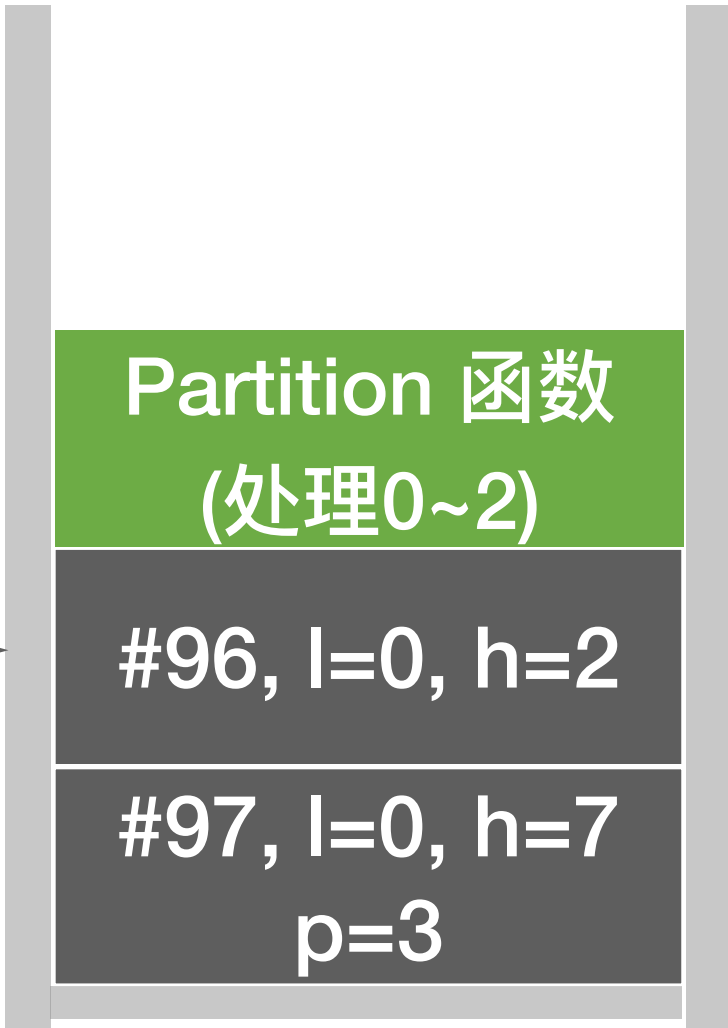 Partition 函数
(处理0~2)
#96, l=0, h=2
#97, l=0, h=7
p=3